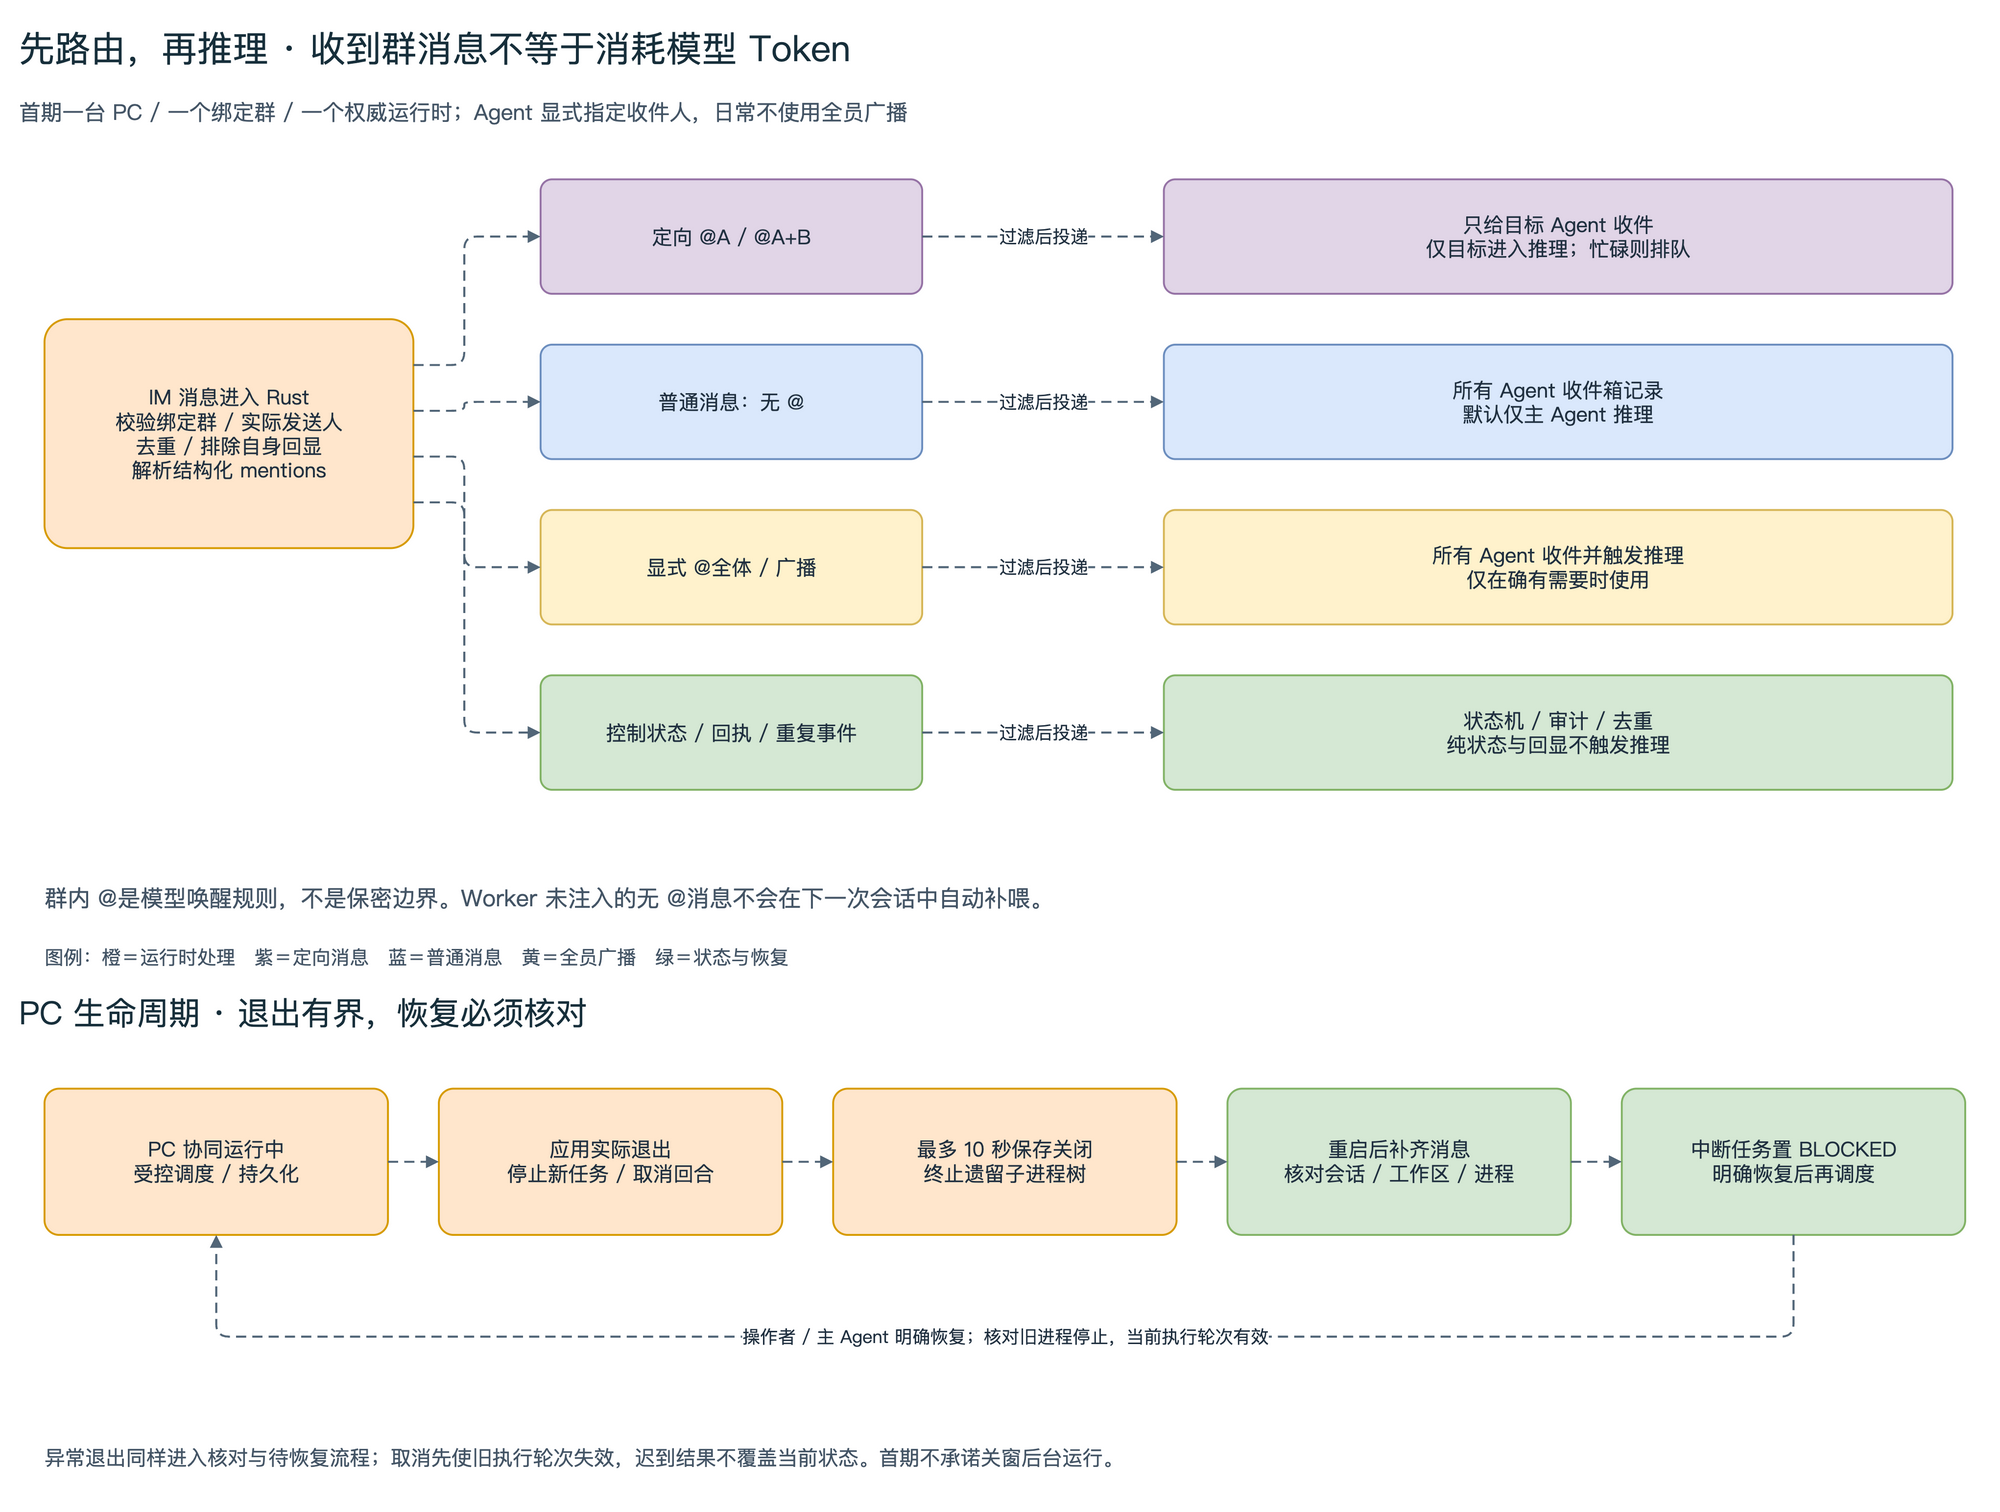 先路由，再推理 · 收到群消息不等于消耗模型 Token
首期一台 PC / 一个绑定群 / 一个权威运行时；Agent 显式指定收件人，日常不使用全员广播
IM 消息进入 Rust
校验绑定群 / 实际发送人
去重 / 排除自身回显
解析结构化 mentions
定向 @A / @A+B
过滤后投递
只给目标 Agent 收件
仅目标进入推理；忙碌则排队
普通消息：无 @
过滤后投递
所有 Agent 收件箱记录
默认仅主 Agent 推理
显式 @全体 / 广播
过滤后投递
所有 Agent 收件并触发推理
仅在确有需要时使用
控制状态 / 回执 / 重复事件
过滤后投递
状态机 / 审计 / 去重
纯状态与回显不触发推理
群内 @是模型唤醒规则，不是保密边界。Worker 未注入的无 @消息不会在下一次会话中自动补喂。
图例：橙＝运行时处理　紫＝定向消息　蓝＝普通消息　黄＝全员广播　绿＝状态与恢复
PC 生命周期 · 退出有界，恢复必须核对
PC 协同运行中
受控调度 / 持久化
应用实际退出
停止新任务 / 取消回合
最多 10 秒保存关闭
终止遗留子进程树
重启后补齐消息
核对会话 / 工作区 / 进程
中断任务置 BLOCKED
明确恢复后再调度
操作者 / 主 Agent 明确恢复；核对旧进程停止，当前执行轮次有效
异常退出同样进入核对与待恢复流程；取消先使旧执行轮次失效，迟到结果不覆盖当前状态。首期不承诺关窗后台运行。